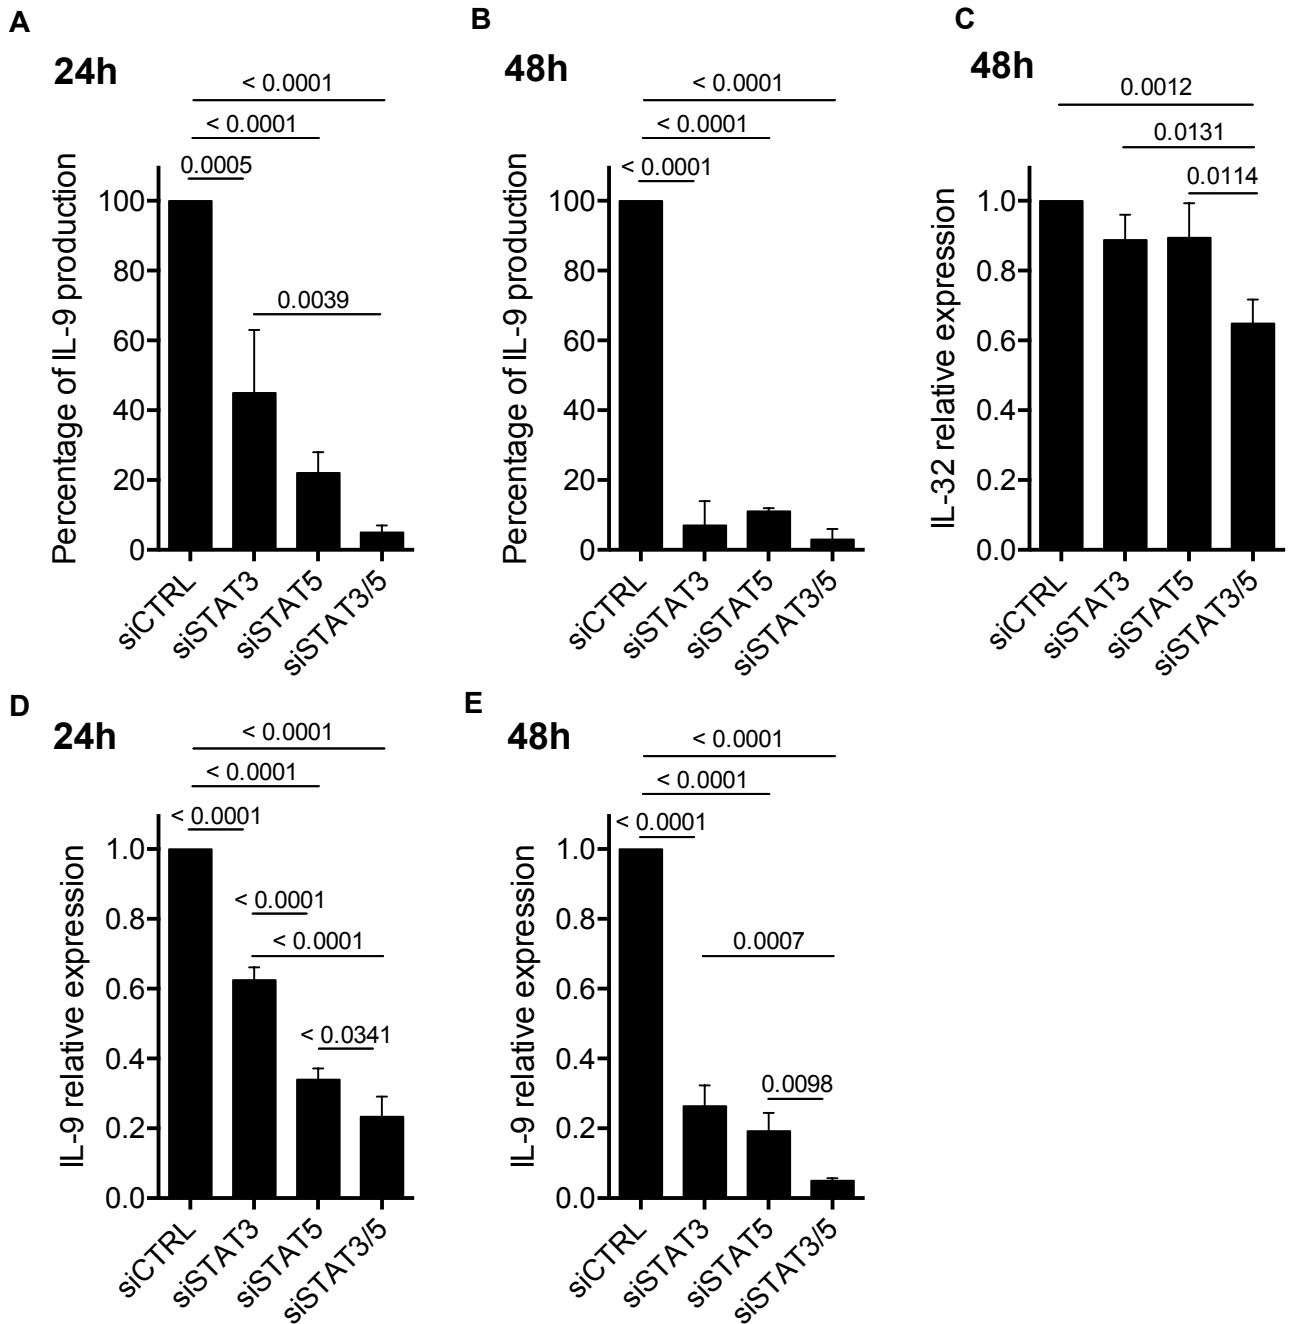 A
24h
< 0.0001
< 0.0001
0.0005
0.0039
Percentage of IL-9 production
100
80
60
40
20
0
siCTRL
siSTAT3
siSTAT5
siSTAT3/5
B
48h
< 0.0001
< 0.0001
< 0.0001
Percentage of IL-9 production
100
80
60
40
20
0
siCTRL
siSTAT3
siSTAT5
siSTAT3/5
C
48h
0.0012
0.0131
0.0114
IL-32 relative expression
1.0
0.8
0.6
0.4
0.2
0.0
siCTRL
siSTAT3
siSTAT5
siSTAT3/5
D
24h
< 0.0001
< 0.0001
< 0.0001
< 0.0001
< 0.0001
< 0.0341
IL-9 relative expression
1.0
0.8
0.6
0.4
0.2
0.0
siCTRL
siSTAT3
siSTAT5
siSTAT3/5
E
48h
< 0.0001
< 0.0001
< 0.0001
0.0007
0.0098
IL-9 relative expression
1.0
0.8
0.6
0.4
0.2
0.0
siCTRL
siSTAT3
siSTAT5
siSTAT3/5